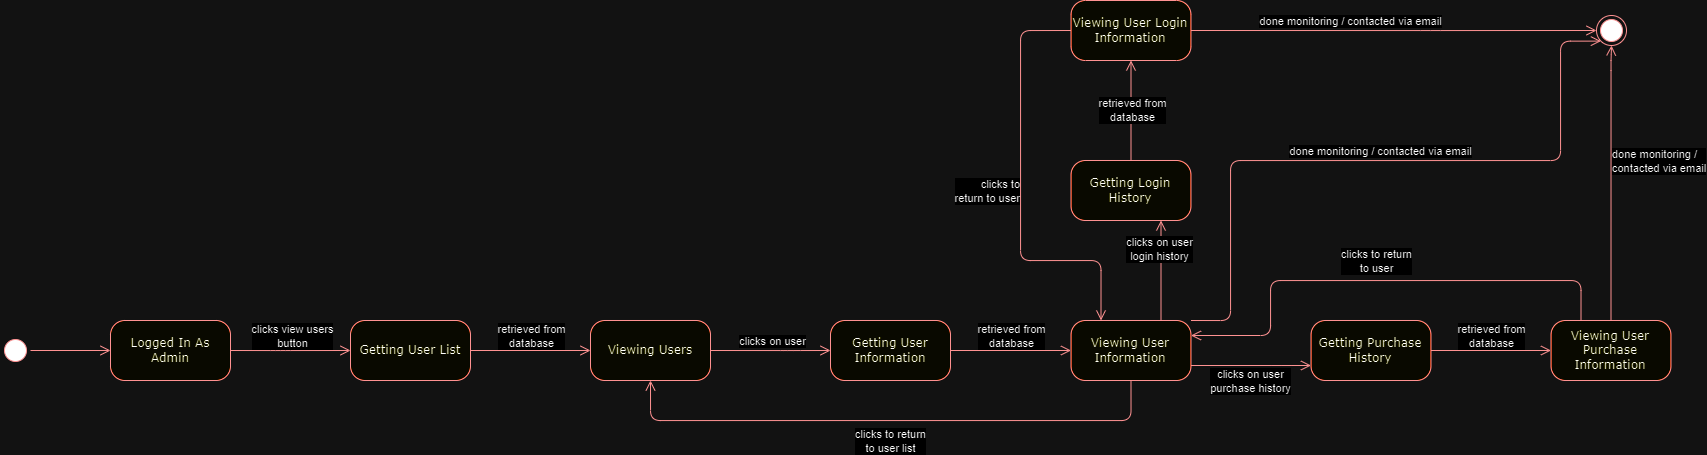 Viewing User Login
Information
done monitoring / contacted via email
retrieved from
database
done monitoring / contacted via email
done monitoring /
contacted via email
clicks to
return to user
Getting Login
History
clicks on user
login history
clicks to return
to user
Logged In As
Admin
clicks view users
button
Getting User List
retrieved from
database
Viewing Users
clicks on user
Getting User
Information
retrieved from
database
Viewing User
Information
clicks on user
purchase history
Getting Purchase
History
retrieved from
database
Viewing User
Purchase
Information
clicks to return
to user list